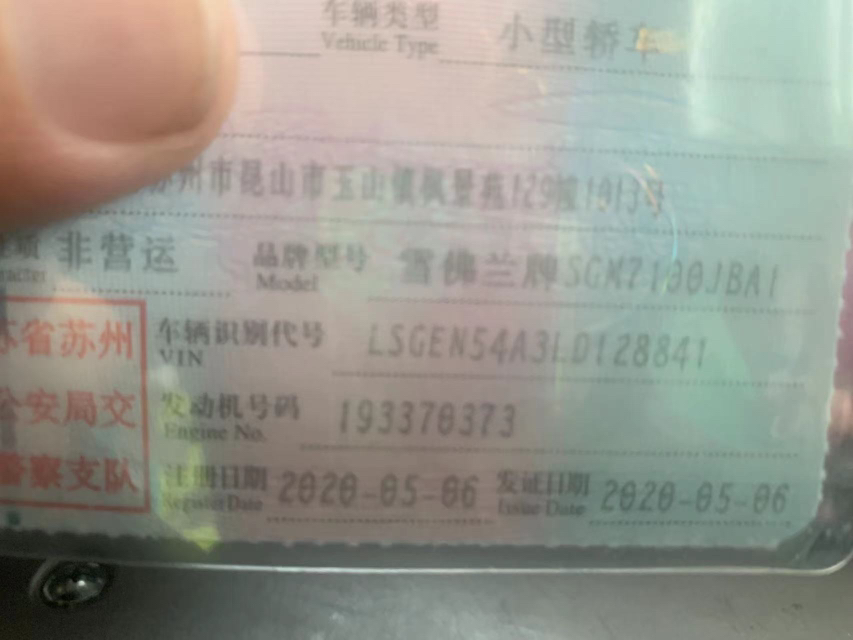 车辆类型 小型轿车
Vehicle Type
苏州市昆山市玉山镇枫景苑129幢1013号
非营运 品牌型号 雪佛兰牌SGM7100JBA1
Model
苏省苏州 车辆识别代号 LSGEN54A3LD128841
VIN
公安局交 发动机号码 193370373
Engine No.
警察支队 注册日期 2020-05-06 发证日期 2020-05-06
Register Date Issue Date